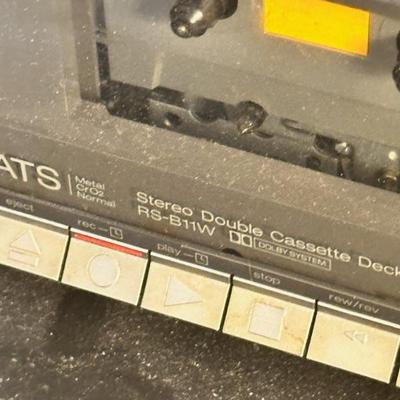 ATS
Metal
CrO2
Normal
Stereo Double Cassette Deck
RS-B11W DOLBY SYSTEM
eject
rec
play
stop
rew/rev